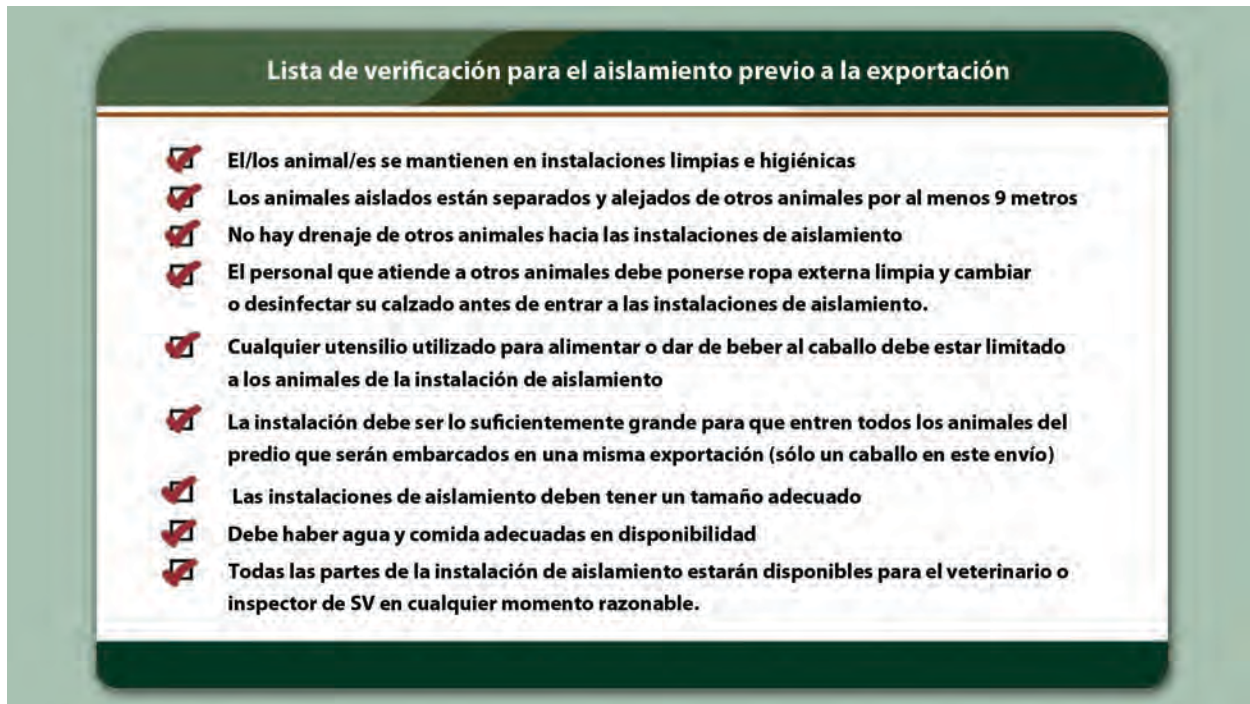 Lista de verificación para el aislamiento previo a la exportación
El/los animal/es se mantienen en instalaciones limpias e higiénicas
Los animales aislados están separados y alejados de otros animales por al menos 9 metros
No hay drenaje de otros animales hacia las instalaciones de aislamiento
El personal que atiende a otros animales debe ponerse ropa externa limpia y cambiar
o desinfectar su calzado antes de entrar a las instalaciones de aislamiento.
Cualquier utensilio utilizado para alimentar o dar de beber al caballo debe estar limitado
a los animales de la instalación de aislamiento
La instalación debe ser lo suficientemente grande para que entren todos los animales del
predio que serán embarcados en una misma exportación (sólo un caballo en este envío)
Las instalaciones de aislamiento deben tener un tamaño adecuado
Debe haber agua y comida adecuadas en disponibilidad
Todas las partes de la instalación de aislamiento estarán disponibles para el veterinario o
inspector de SV en cualquier momento razonable.